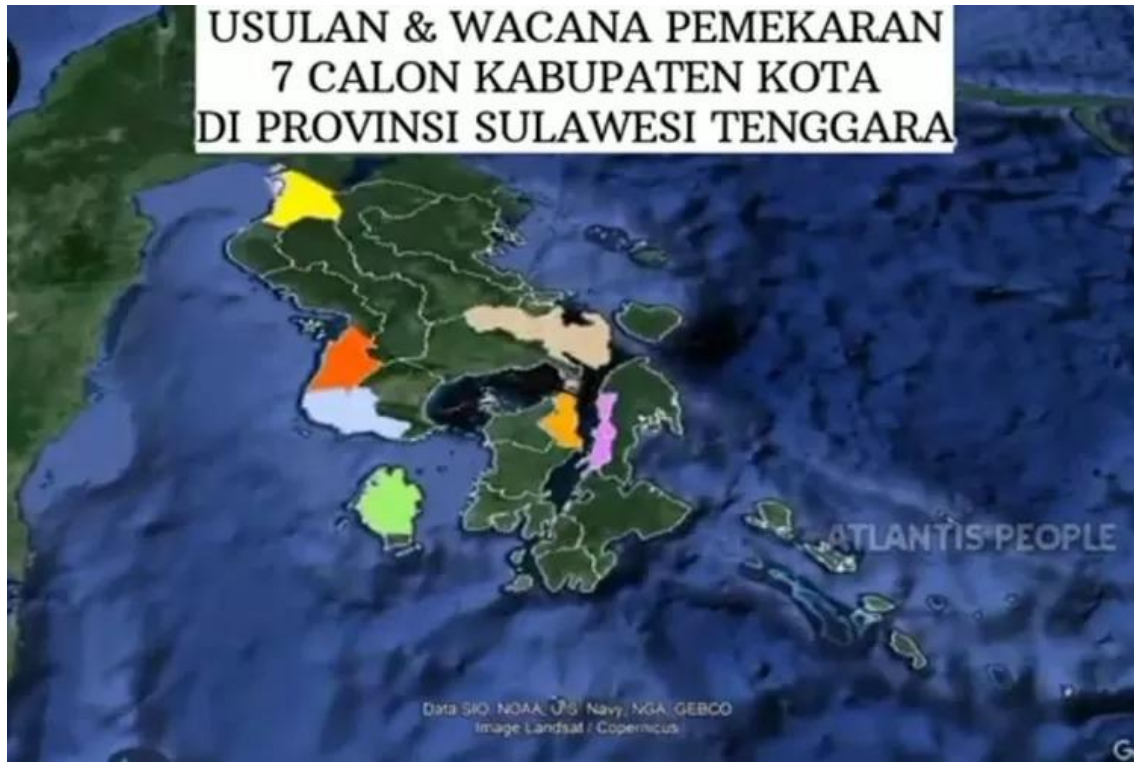 USULAN & WACANA PEMEKARAN
7 CALON KABUPATEN KOTA
DI PROVINSI SULAWESI TENGGARA
ATLANTIS PEOPLE
Data SIO, NOAA, U.S. Navy, NGA, GEBCO
Image Landsat / Copernicus
G